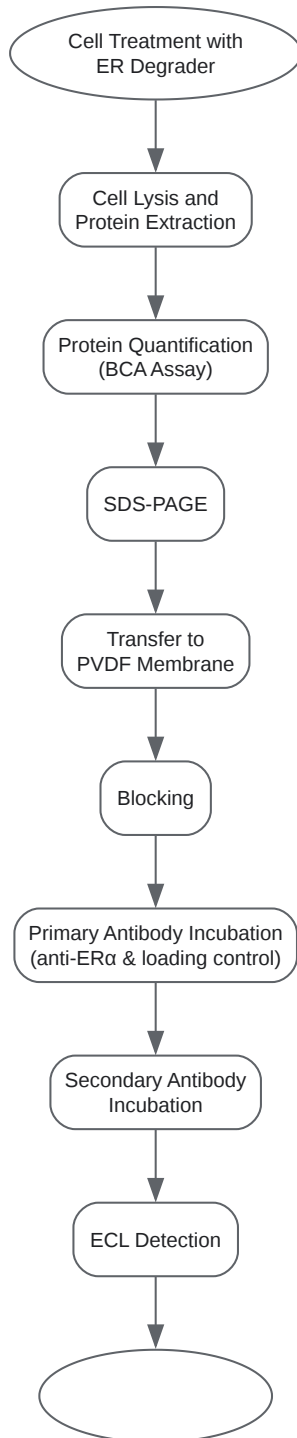 Cell Treatment with
ER Degrader
Cell Lysis and
Protein Extraction
Protein Quantification
(BCA Assay)
SDS-PAGE
Transfer to
PVDF Membrane
Blocking
Primary Antibody Incubation
(anti-ERα & loading control)
Secondary Antibody
Incubation
ECL Detection